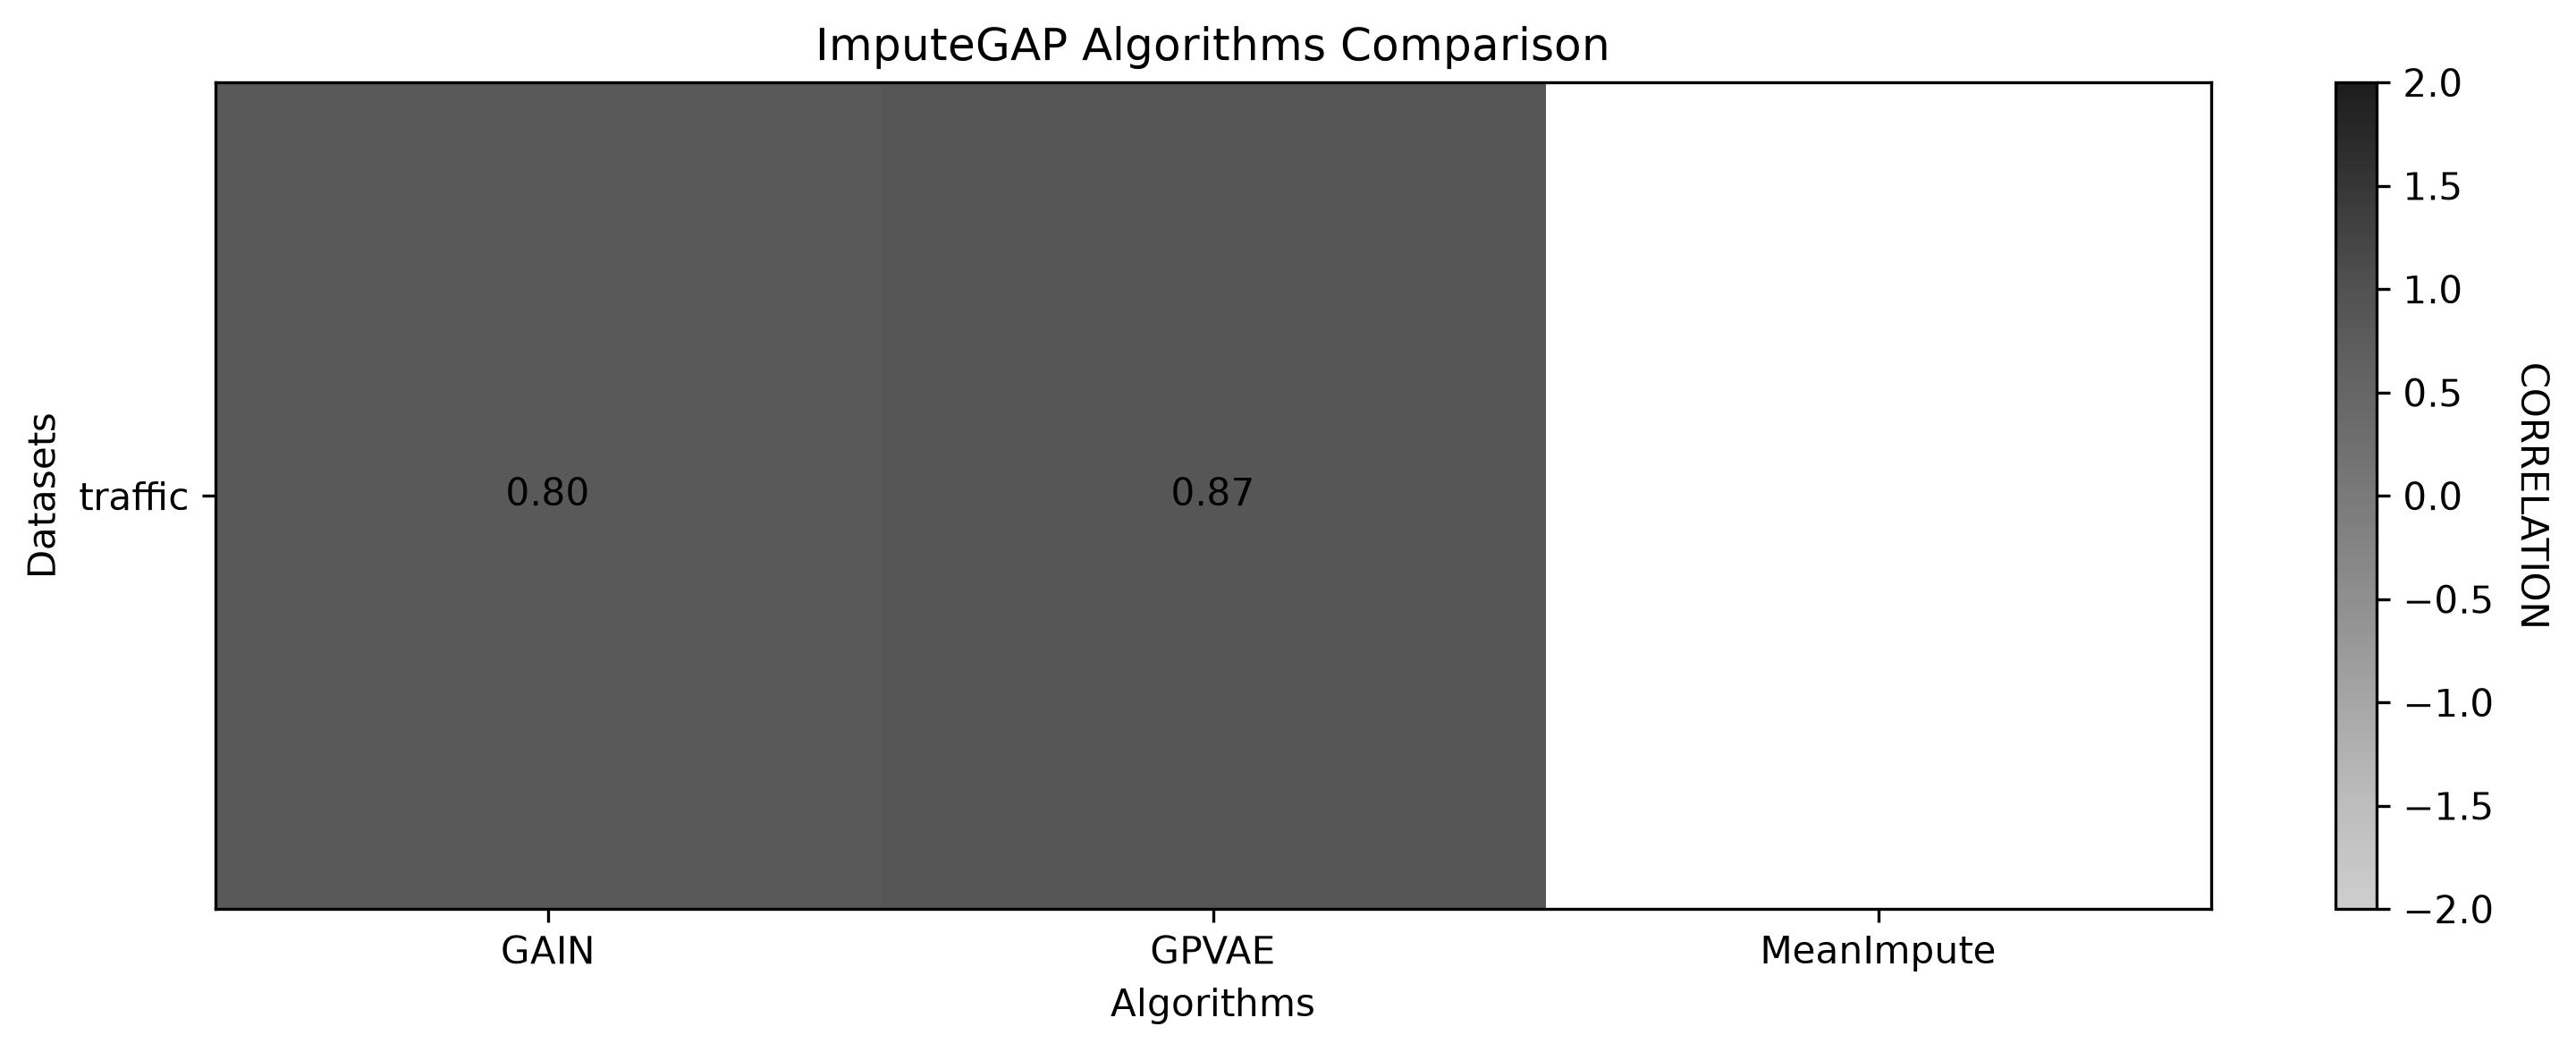 ImputeGAP Algorithms Comparison
Datasets
traffic
0.80
0.87
GAIN
GPVAE
MeanImpute
Algorithms
2.0
1.5
1.0
0.5
0.0
−0.5
−1.0
−1.5
−2.0
CORRELATION